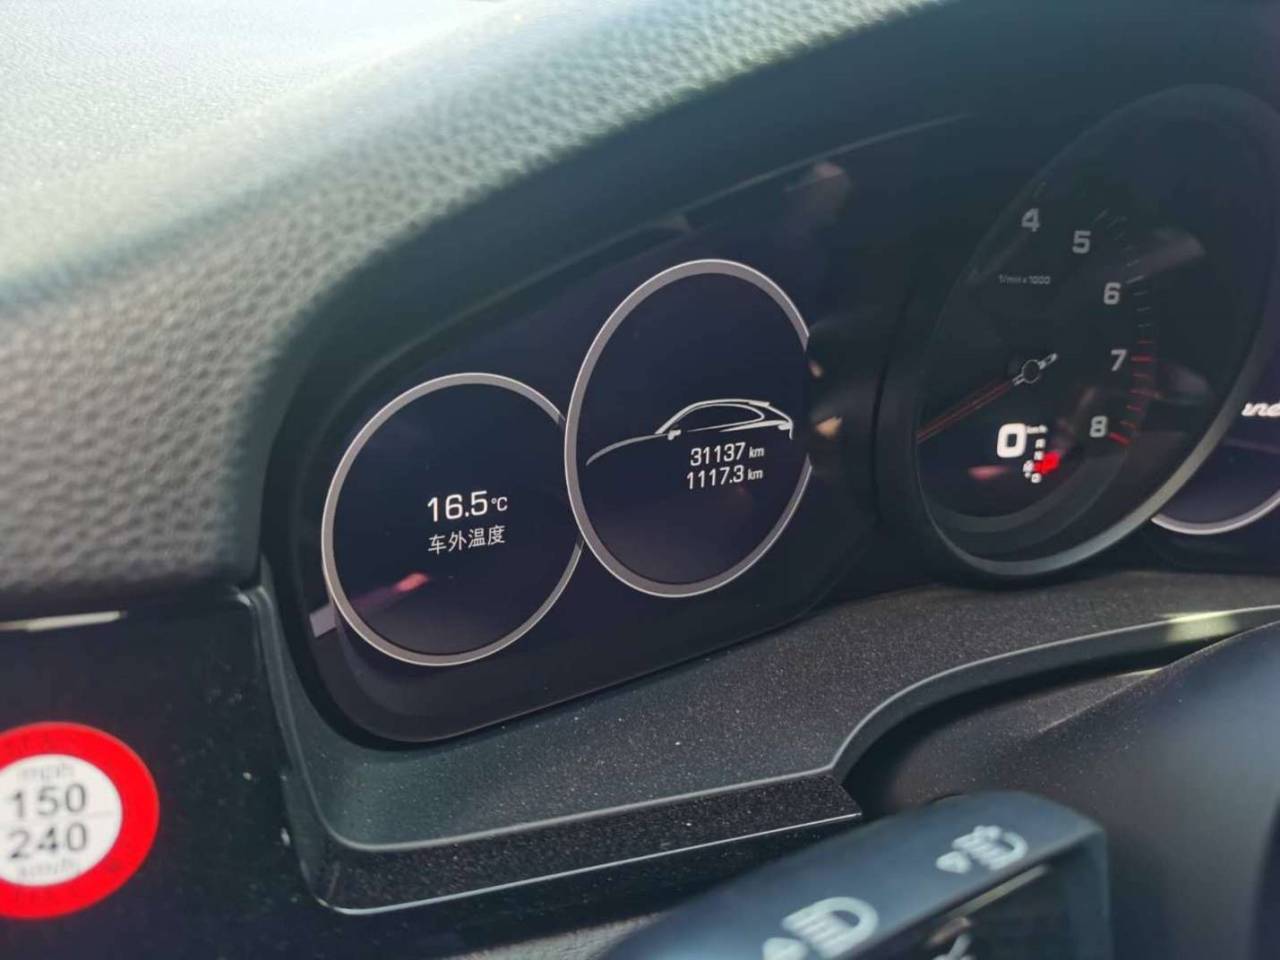 16.5°C
车外温度
31137 km
1117.3 km
4
5
1/min x 1000
6
7
8
0
km/h
mph
150
240
km/h